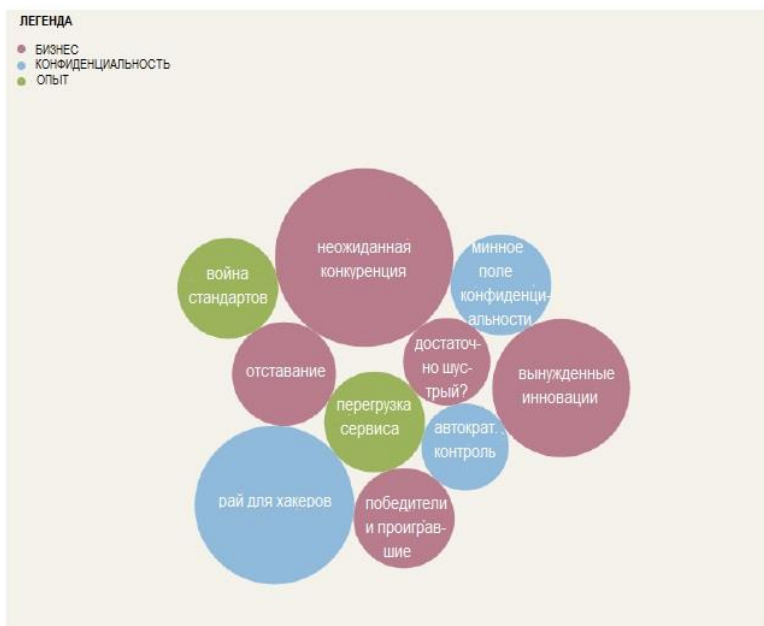 ЛЕГЕНДА
БИЗНЕС
КОНФИДЕНЦИАЛЬНОСТЬ
ОПЫТ
неожиданная
конкуренция
минное
поле
конфиденци-
альности
война
стандартов
достаточ-
но шус-
трый?
отставание
вынужденные
инновации
перегрузка
сервиса
автократ. .
контроль
рай для хакеров
победители
и проиграв-
шие